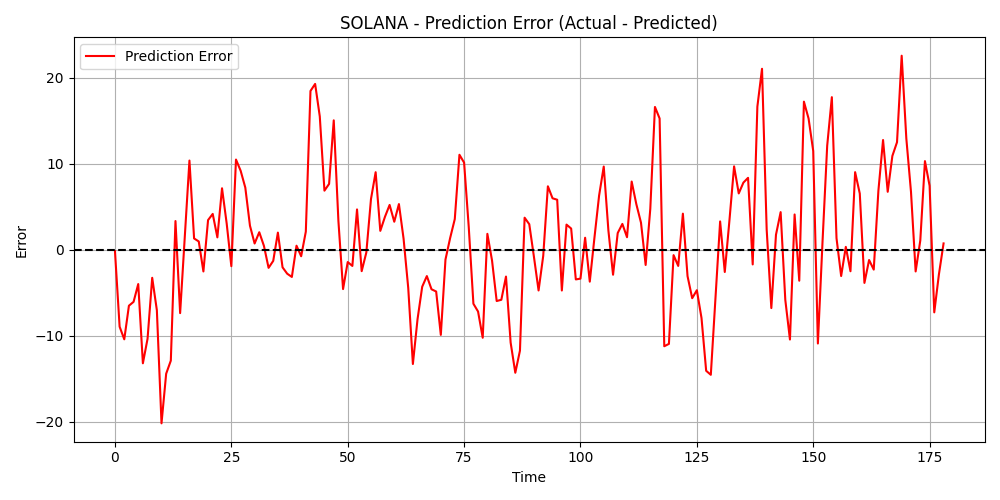 SOLANA - Prediction Error (Actual - Predicted)
Prediction Error
Error
20
10
0
−10
−20
0 25 50 75 100 125 150 175
Time